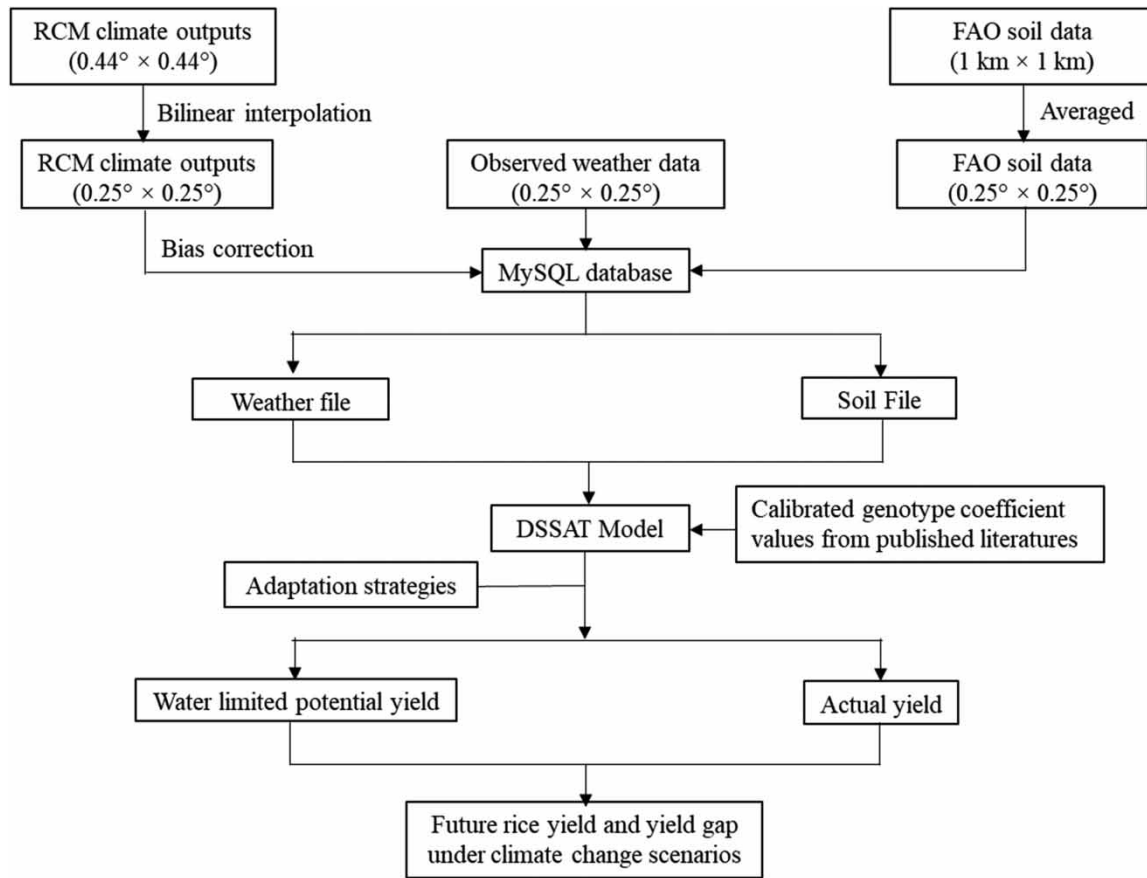 RCM climate outputs
(0.44° × 0.44°)
FAO soil data
(1 km × 1 km)
Bilinear interpolation
Averaged
RCM climate outputs
(0.25° × 0.25°)
Observed weather data
(0.25° × 0.25°)
FAO soil data
(0.25° × 0.25°)
Bias correction
MySQL database
Weather file
Soil File
DSSAT Model
Calibrated genotype coefficient
values from published literatures
Adaptation strategies
Water limited potential yield
Actual yield
Future rice yield and yield gap
under climate change scenarios